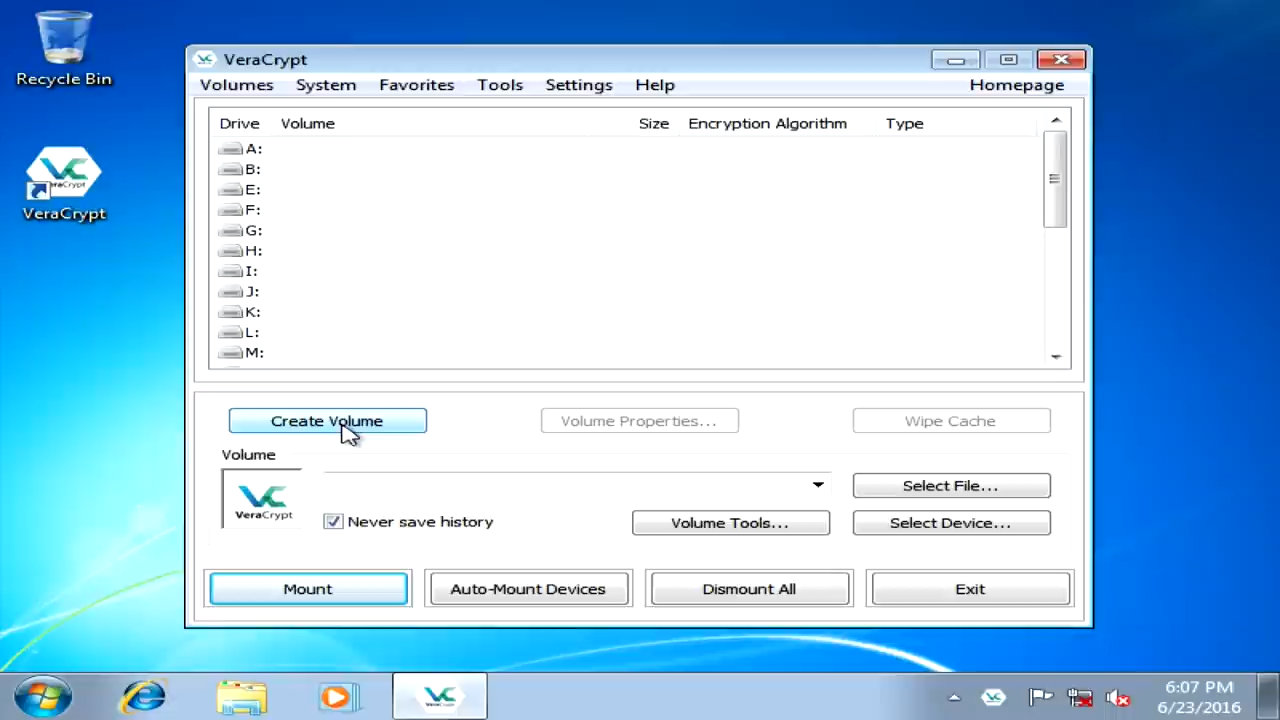 Recycle Bin
VeraCrypt
VeraCrypt
Volumes System Favorites Tools Settings Help Homepage
Drive Volume Size Encryption Algorithm Type
A:
B:
E:
F:
G:
H:
I:
J:
K:
L:
M:
Create Volume Volume Properties... Wipe Cache
Volume
VeraCrypt
Select File...
Never save history
Volume Tools... Select Device...
Mount Auto-Mount Devices Dismount All Exit
6:07 PM
6/23/2016